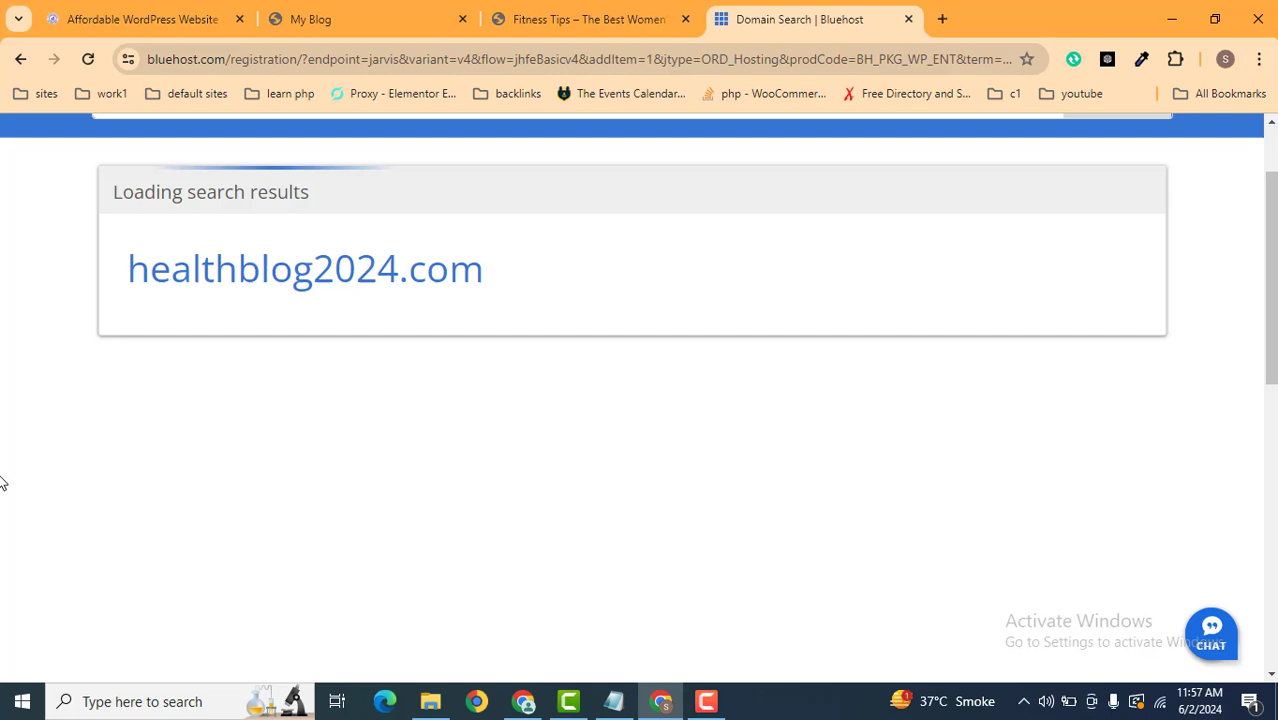 Affordable WordPress Website
My Blog
Fitness Tips – The Best Women
Domain Search | Bluehost
bluehost.com/registration/?endpoint=jarvis&variant=v4&flow=jhfeBasicv4&addItem=1&jtype=ORD_Hosting&prodCode=BH_PKG_WP_ENT&term=...
S
sites
work1
default sites
learn php
Proxy - Elementor E...
backlinks
The Events Calendar...
php - WooCommer...
Free Directory and S...
c1
youtube
All Bookmarks
Loading search results
healthblog2024.com
Activate Windows
Go to Settings to activate Windows.
CHAT
Type here to search
37°C Smoke
11:57 AM
6/2/2024